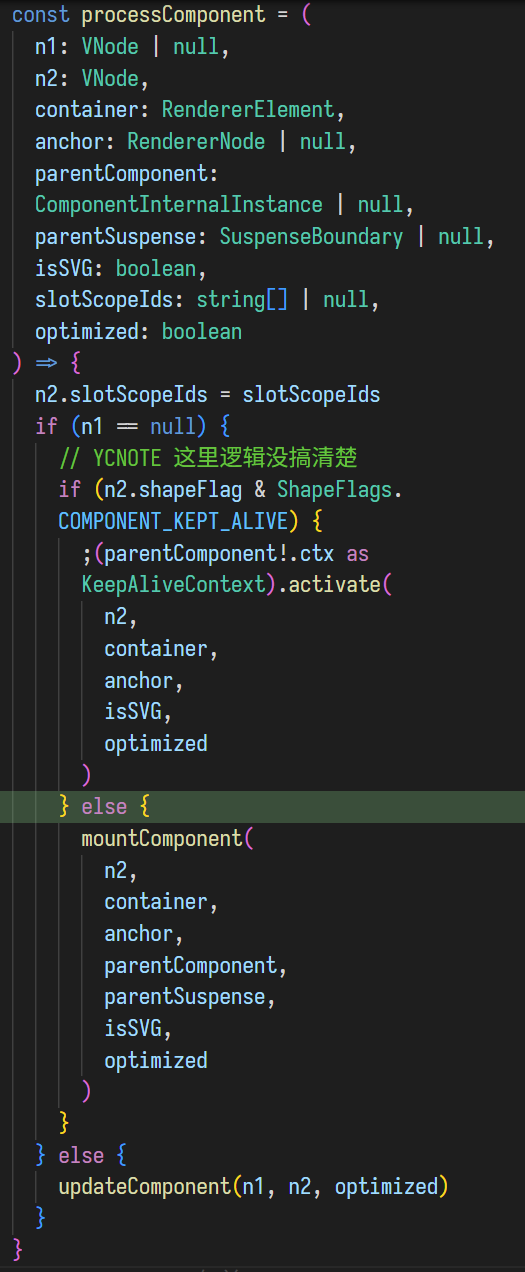 const processComponent = (
n1: VNode | null,
n2: VNode,
container: RendererElement,
anchor: RendererNode | null,
parentComponent:
ComponentInternalInstance | null,
parentSuspense: SuspenseBoundary | null,
isSVG: boolean,
slotScopeIds: string[] | null,
optimized: boolean
) => {
n2.slotScopeIds = slotScopeIds
if (n1 == null) {
// YCNOTE 这里逻辑没搞清楚
if (n2.shapeFlag & ShapeFlags.
COMPONENT_KEPT_ALIVE) {
;(parentComponent!.ctx as
KeepAliveContext).activate(
n2,
container,
anchor,
isSVG,
optimized
)
} else {
mountComponent(
n2,
container,
anchor,
parentComponent,
parentSuspense,
isSVG,
optimized
)
}
} else {
updateComponent(n1, n2, optimized)
}
}